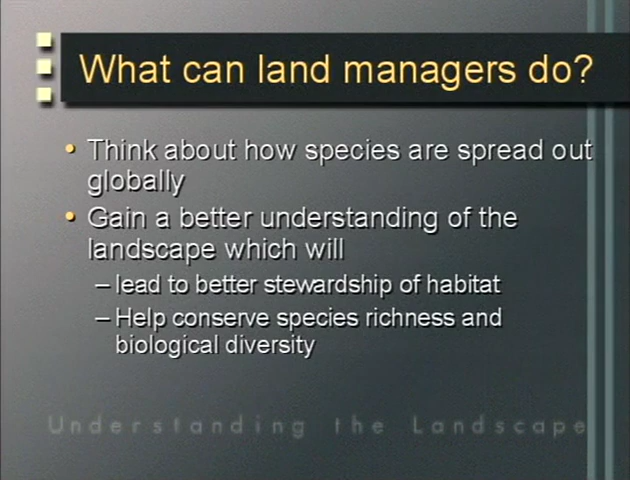 What can land managers do?
• Think about how species are spread out
globally
• Gain a better understanding of the
landscape which will
– lead to better stewardship of habitat
– Help conserve species richness and
biological diversity
Understanding the Landscape